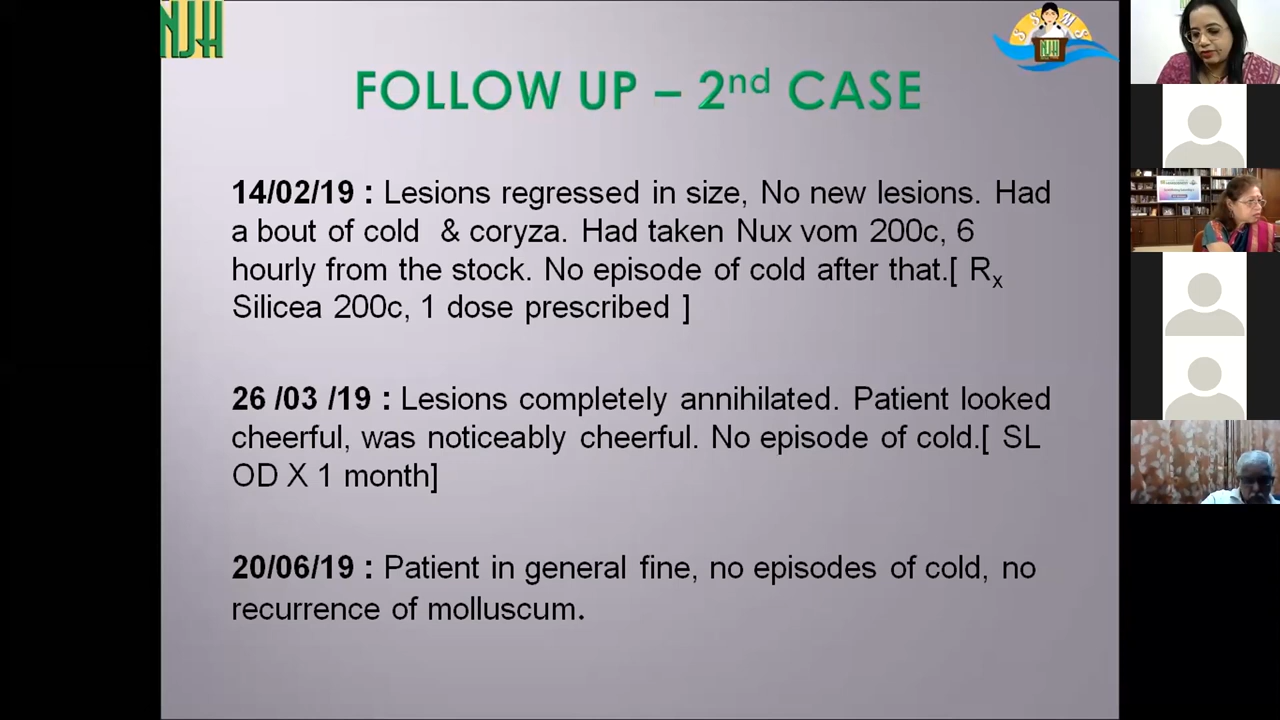 NJH
SSMS
NJH
FOLLOW UP – 2nd CASE
14/02/19 : Lesions regressed in size, No new lesions. Had
a bout of cold & coryza. Had taken Nux vom 200c, 6
hourly from the stock. No episode of cold after that.[ Rx
Silicea 200c, 1 dose prescribed ]
26 /03 /19 : Lesions completely annihilated. Patient looked
cheerful, was noticeably cheerful. No episode of cold.[ SL
OD X 1 month]
20/06/19 : Patient in general fine, no episodes of cold, no
recurrence of molluscum.